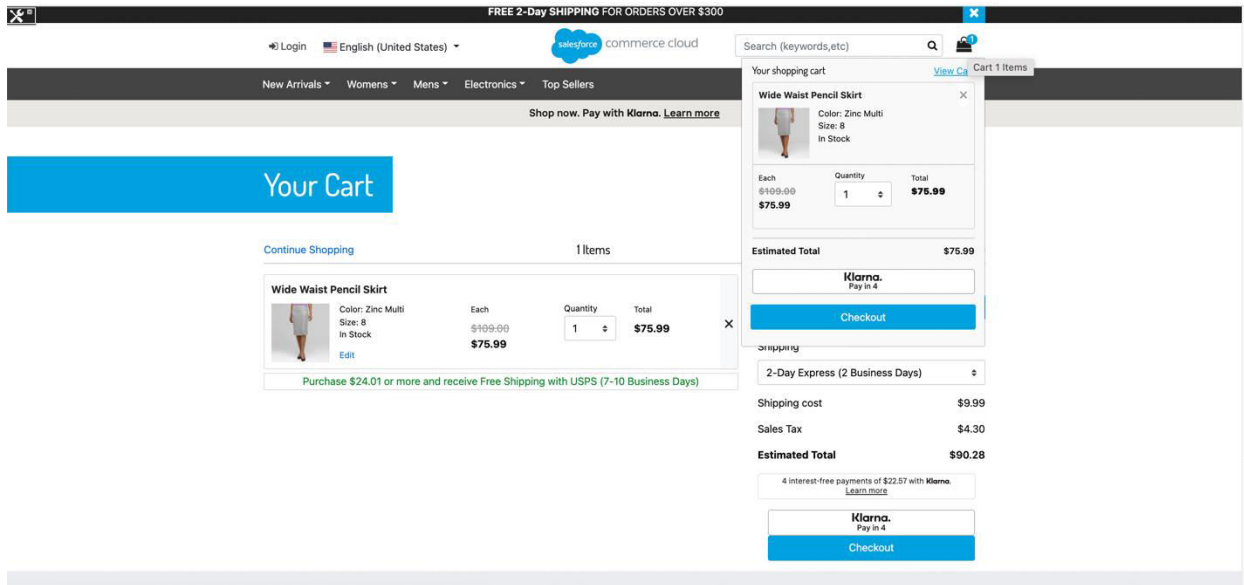 FREE 2-Day SHIPPING FOR ORDERS OVER $300
Login English (United States)
salesforce commerce cloud
Search (keywords,etc)
1
Cart 1 Items
New Arrivals Womens Mens Electronics Top Sellers
Shop now. Pay with Klarna. Learn more
Your shopping cart
View Ca
Wide Waist Pencil Skirt
Color: Zinc Multi
Size: 8
In Stock
Each Quantity Total
$109.00 1 $75.99
$75.99
Estimated Total $75.99
Klarna.
Pay in 4
Checkout
Your Cart
Continue Shopping 1 Items
Wide Waist Pencil Skirt
Color: Zinc Multi Each Quantity Total
Size: 8 $109.00 1 $75.99
In Stock $75.99
Edit
Purchase $24.01 or more and receive Free Shipping with USPS (7-10 Business Days)
Shipping
2-Day Express (2 Business Days)
Shipping cost $9.99
Sales Tax $4.30
Estimated Total $90.28
4 interest-free payments of $22.57 with Klarna.
Learn more
Klarna.
Pay in 4
Checkout